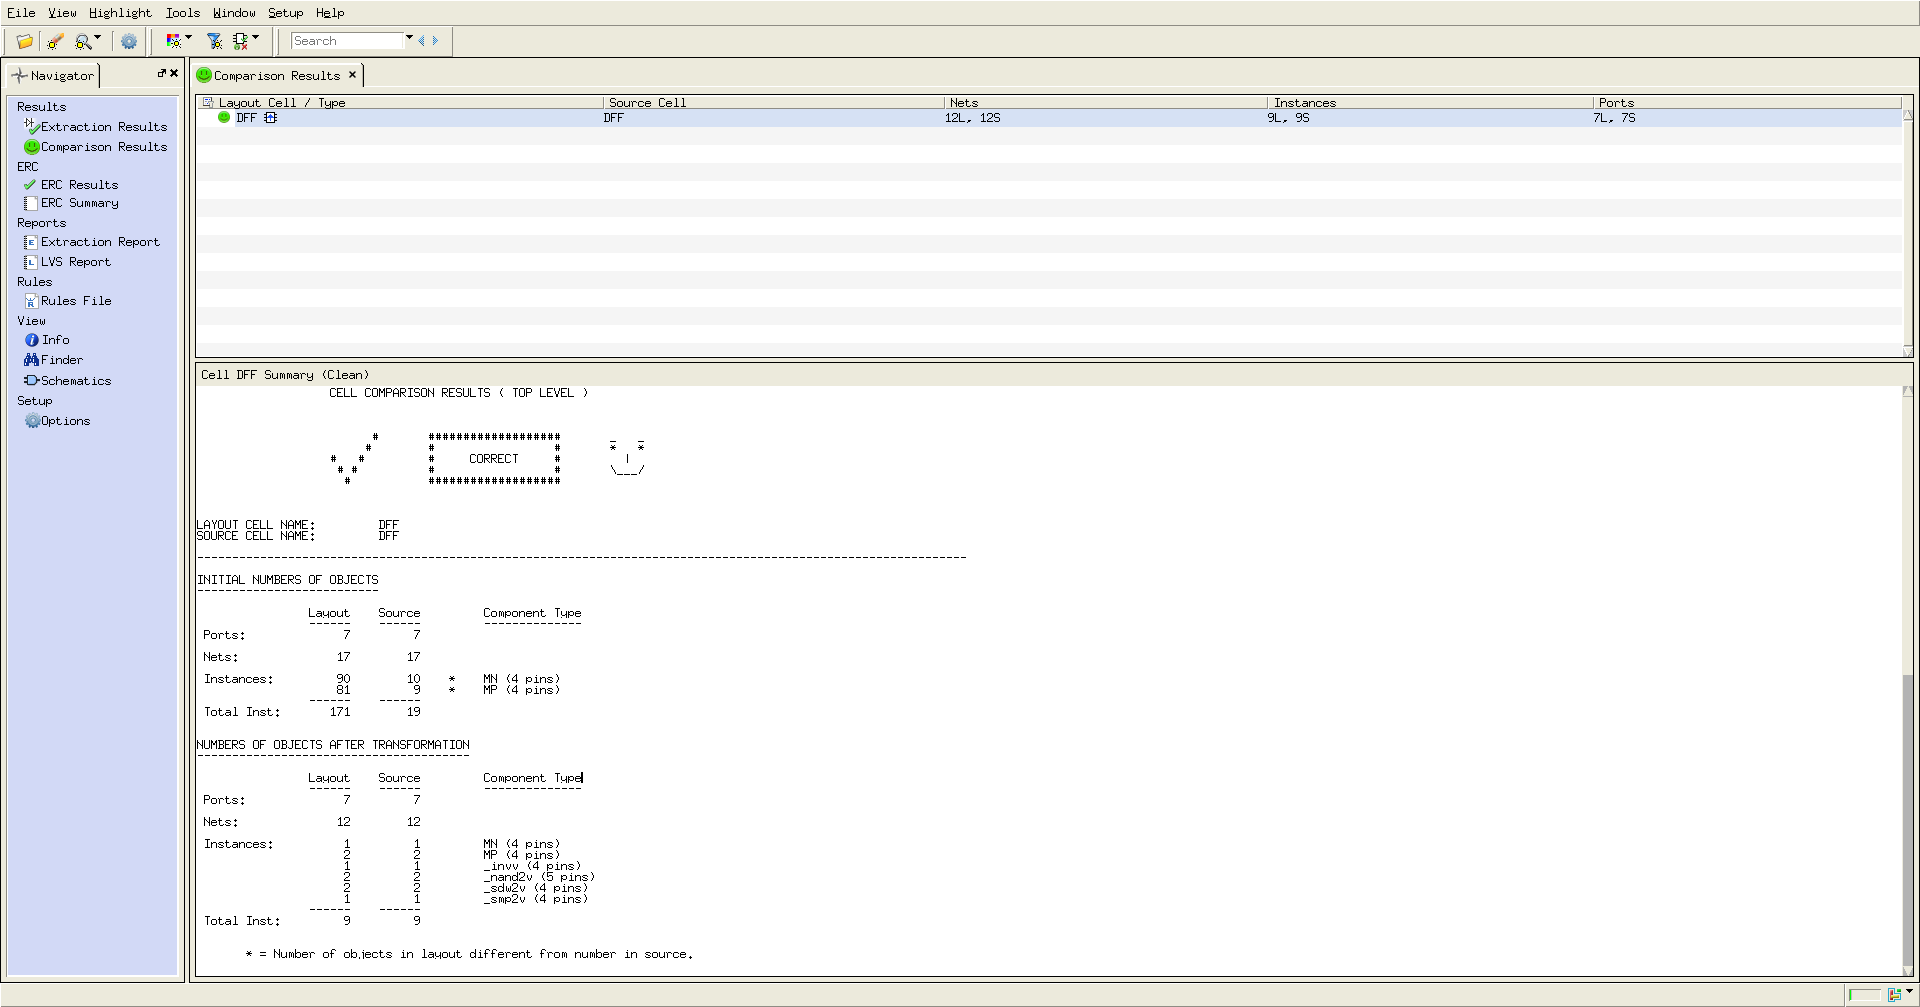 Eile View Highlight Tools Window Setup Help
Search
Navigator
Results
Extraction Results
Comparison Results
ERC
ERC Results
ERC Summary
Reports
Extraction Report
LVS Report
Rules
Rules File
View
Info
Finder
Schematics
Setup
Options
Comparison Results
Layout Cell / Type Source Cell Nets Instances Ports
DFF DFF 12L, 12S 9L, 9S 7L, 7S
Cell DFF Summary (Clean)
CELL COMPARISON RESULTS ( TOP LEVEL )
# ################### _ _
# # # * *
# # # CORRECT # |
# # # # \___/
# ###################
LAYOUT CELL NAME: DFF
SOURCE CELL NAME: DFF
--------------------------------------------------------------------------------------------------------------
INITIAL NUMBERS OF OBJECTS
--------------------------
Layout Source Component Type
------ ------ --------------
Ports: 7 7
Nets: 17 17
Instances: 90 10 * MN (4 pins)
81 9 * MP (4 pins)
------ ------
Total Inst: 171 19
NUMBERS OF OBJECTS AFTER TRANSFORMATION
---------------------------------------
Layout Source Component Type
------ ------ --------------
Ports: 7 7
Nets: 12 12
Instances: 1 1 MN (4 pins)
2 2 MP (4 pins)
1 1 _invv (4 pins)
2 2 _nand2v (5 pins)
2 2 _sdw2v (4 pins)
1 1 _smp2v (4 pins)
------ ------
Total Inst: 9 9
* = Number of objects in layout different from number in source.